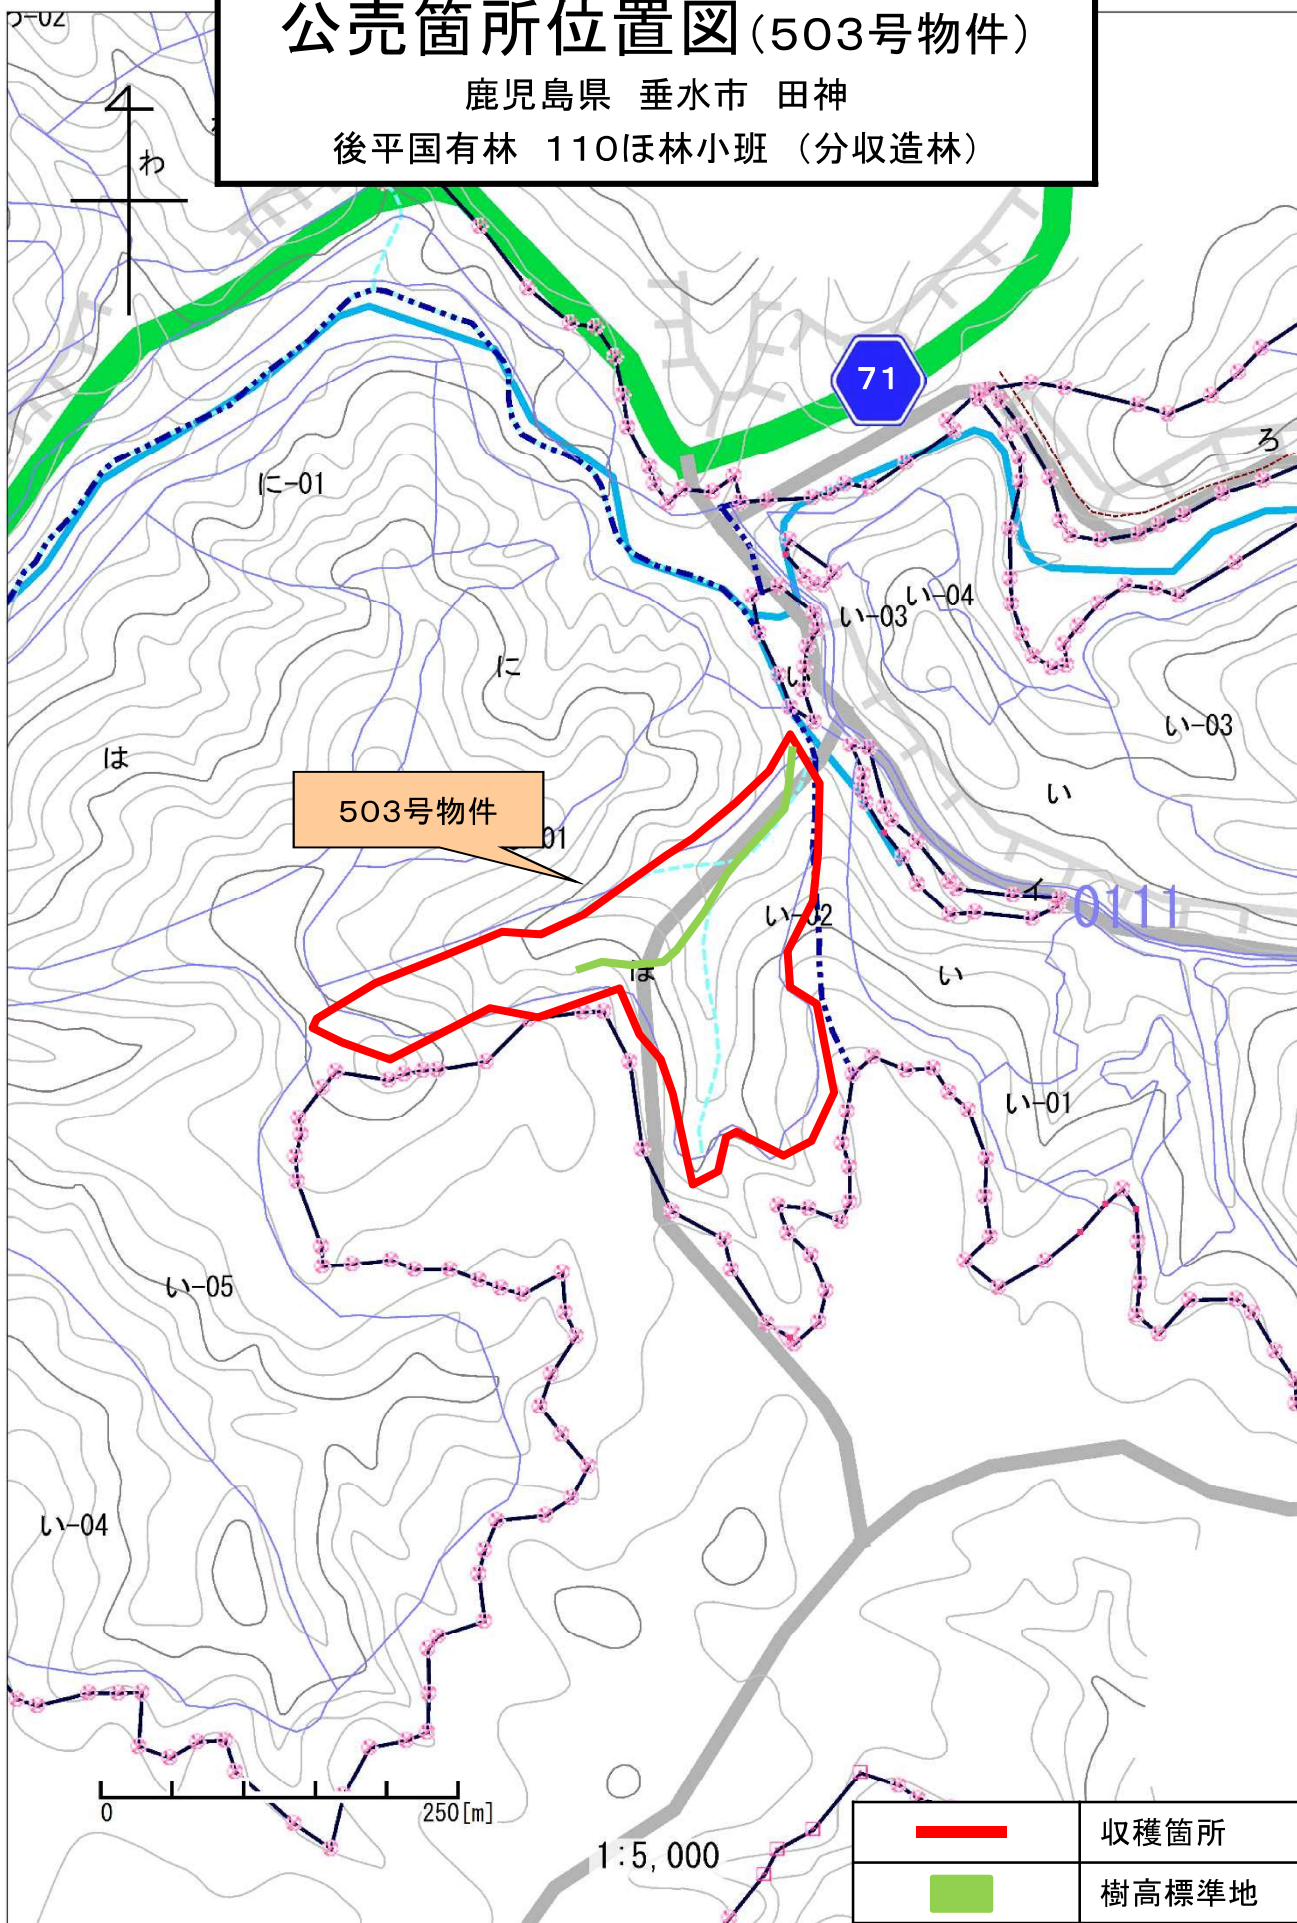 公売箇所位置図(503号物件)
鹿児島県 垂水市 田神
後平国有林 110ほ林小班 (分収造林)
わ
71
ろ
に-01
い-04
い-03
に
い
い-03
は
い
503号物件
01
イ
0111
い-02
ほ
い
い-01
い-05
い-04
0
250[m]
1:5,000
収穫箇所
樹高標準地